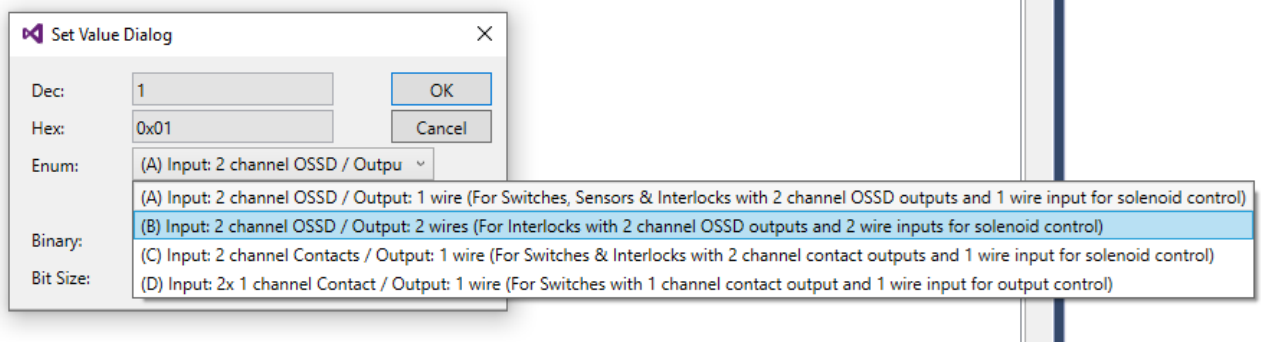 Set Value Dialog
Dec: 1 OK
Hex: 0x01 Cancel
Enum: (A) Input: 2 channel OSSD / Outpu
(A) Input: 2 channel OSSD / Output: 1 wire (For Switches, Sensors & Interlocks with 2 channel OSSD outputs and 1 wire input for solenoid control)
(B) Input: 2 channel OSSD / Output: 2 wires (For Interlocks with 2 channel OSSD outputs and 2 wire inputs for solenoid control)
Binary:
(C) Input: 2 channel Contacts / Output: 1 wire (For Switches & Interlocks with 2 channel contact outputs and 1 wire input for solenoid control)
Bit Size:
(D) Input: 2x 1 channel Contact / Output: 1 wire (For Switches with 1 channel contact output and 1 wire input for output control)